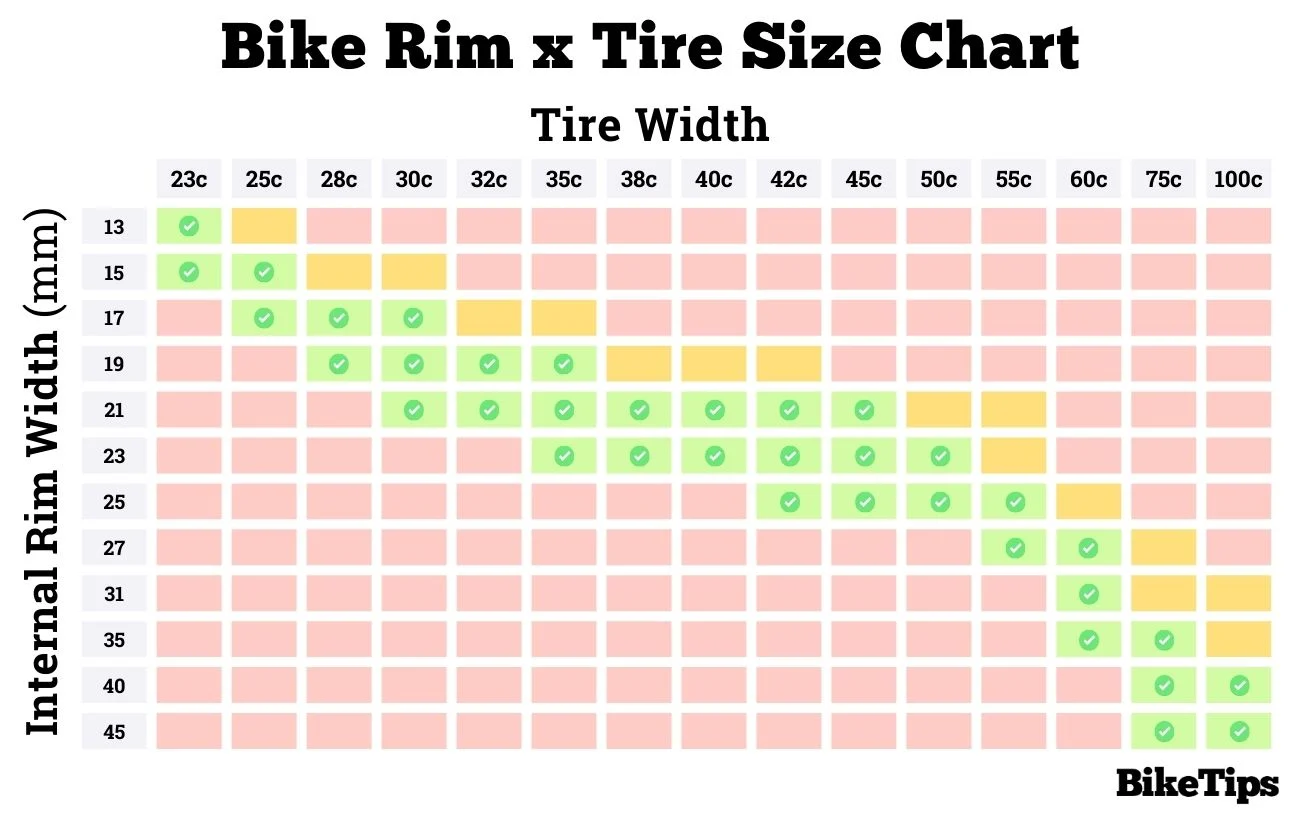 Bike Rim x Tire Size Chart
Tire Width
23c 25c 28c 30c 32c 35c 38c 40c 42c 45c 50c 55c 60c 75c 100c
Internal Rim Width (mm)
13
15
17
19
21
23
25
27
31
35
40
45
BikeTips